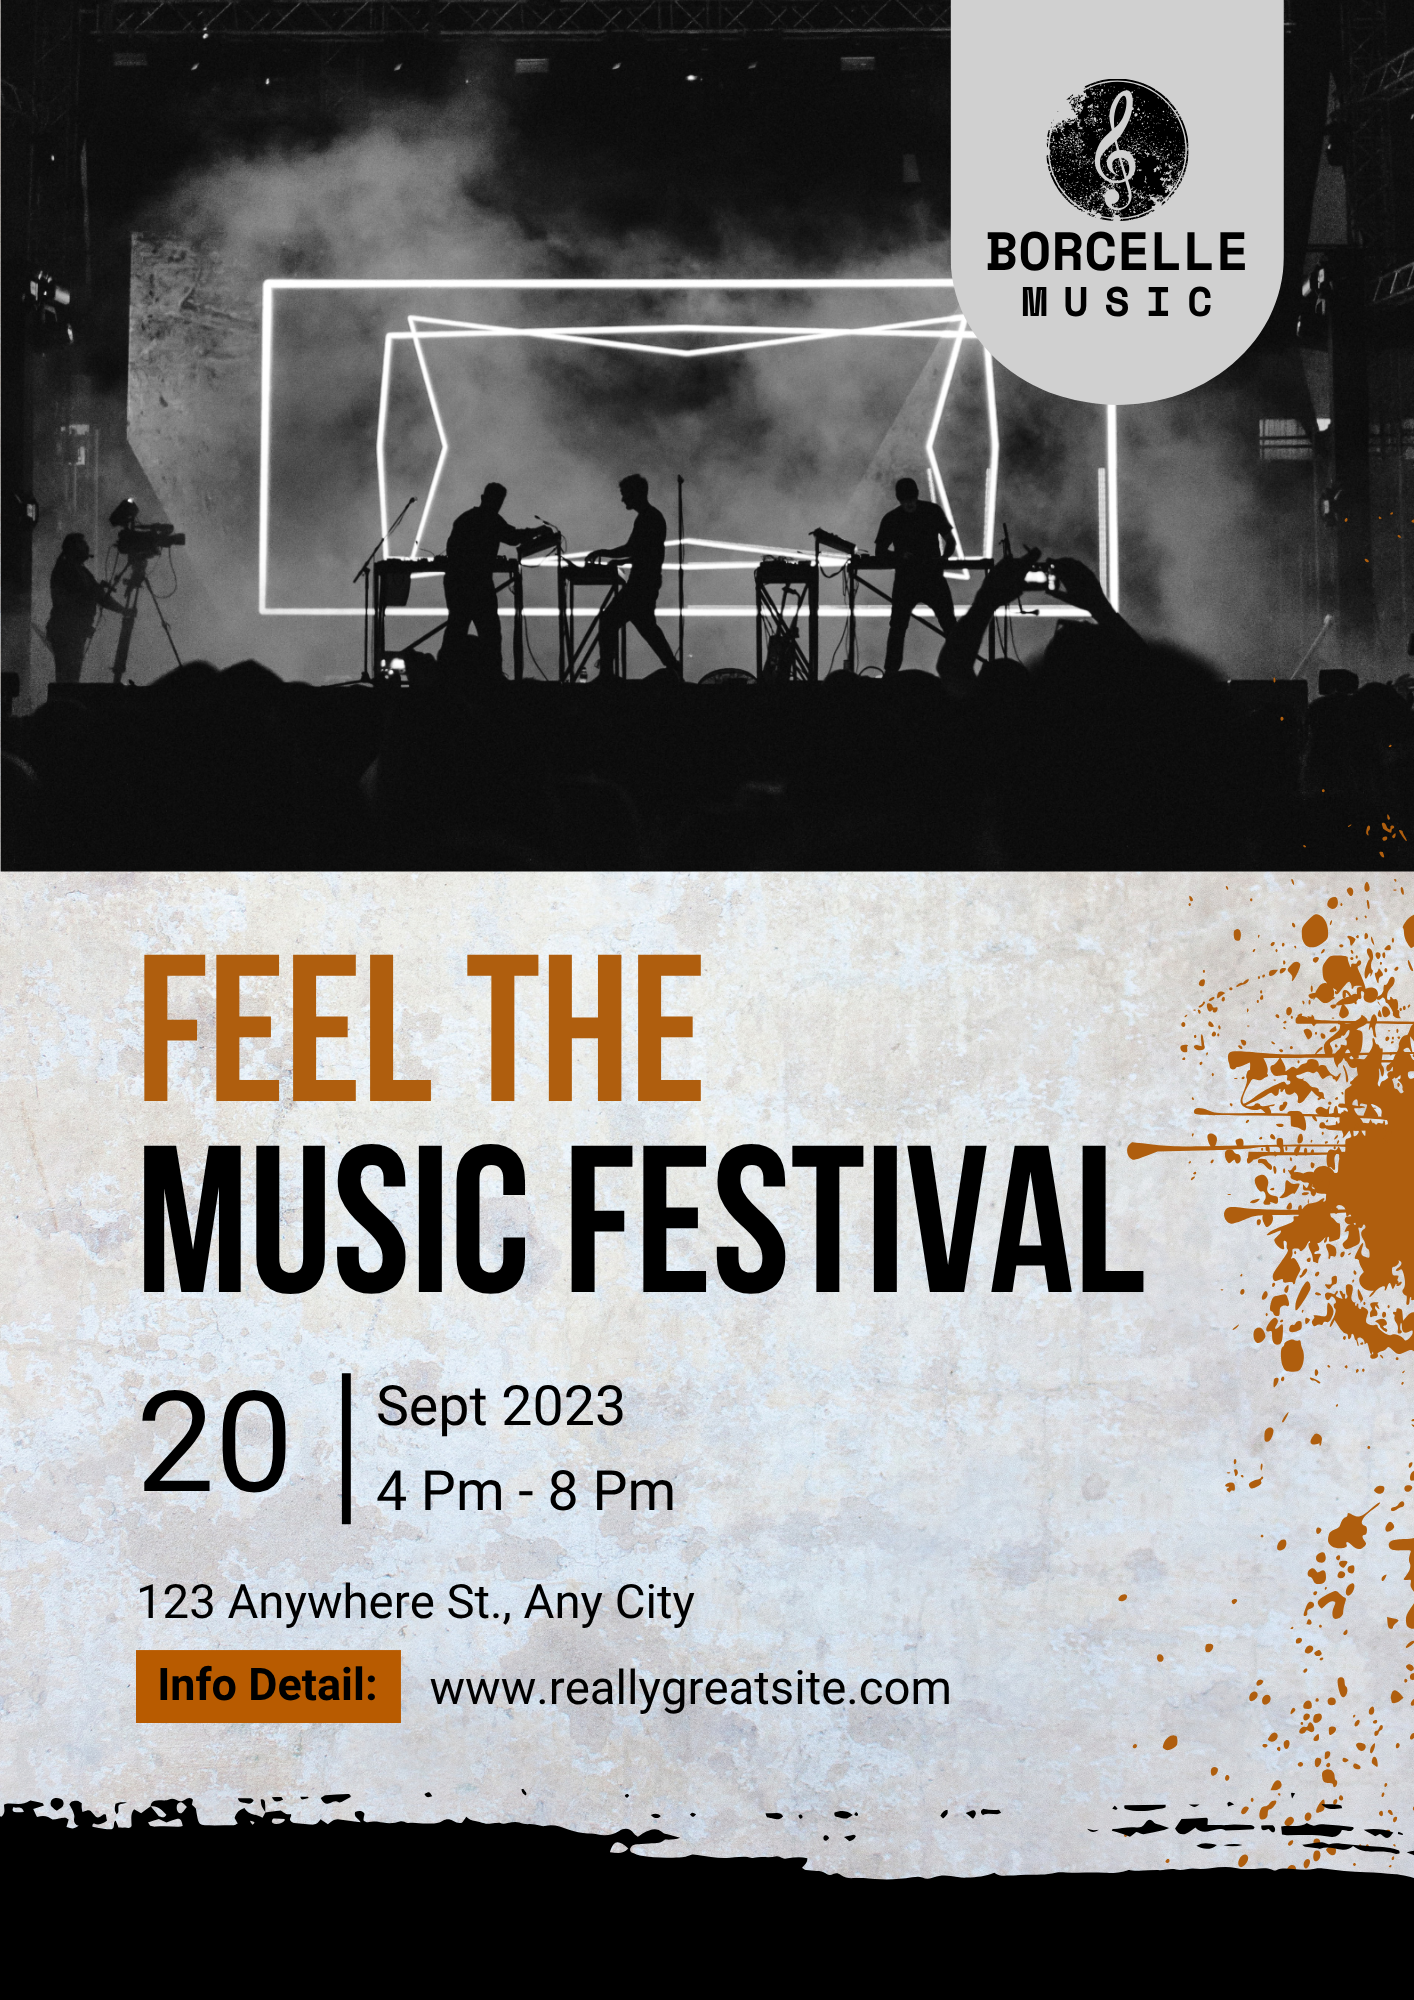 BORCELLE
MUSIC
FEEL THE
MUSIC FESTIVAL
20
Sept 2023
4 Pm - 8 Pm
123 Anywhere St., Any City
Info Detail:
www.reallygreatsite.com